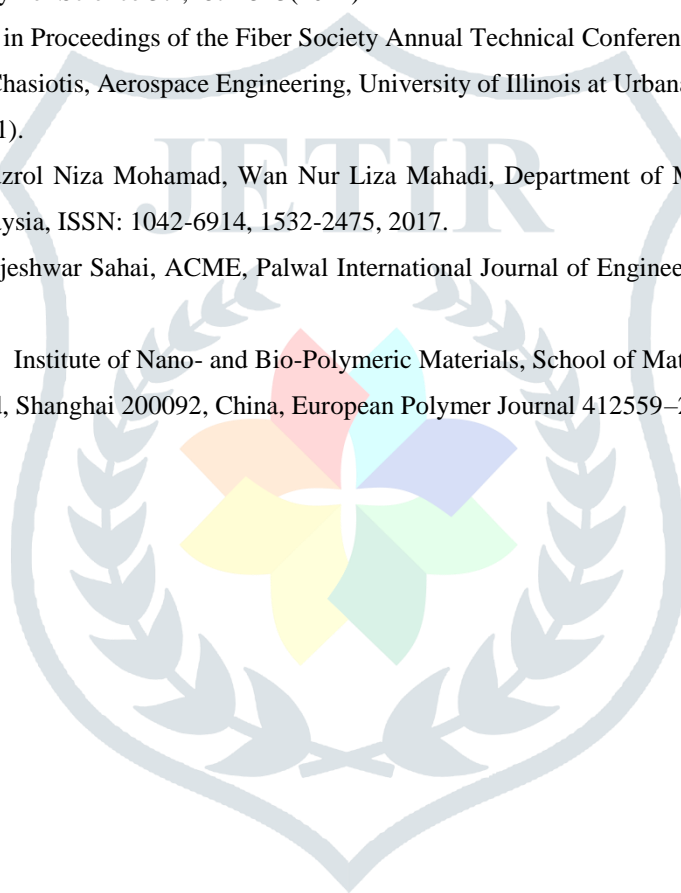 in Proceedings of the Fiber Society Annual Technical Conferen
Chasiotis, Aerospace Engineering, University of Illinois at Urbana
1).
zrol Niza Mohamad, Wan Nur Liza Mahadi, Department of M
aysia, ISSN: 1042-6914, 1532-2475, 2017.
jeshwar Sahai, ACME, Palwal International Journal of Enginee
Institute of Nano- and Bio-Polymeric Materials, School of Mat
, Shanghai 200092, China, European Polymer Journal 412559–2
JETIR